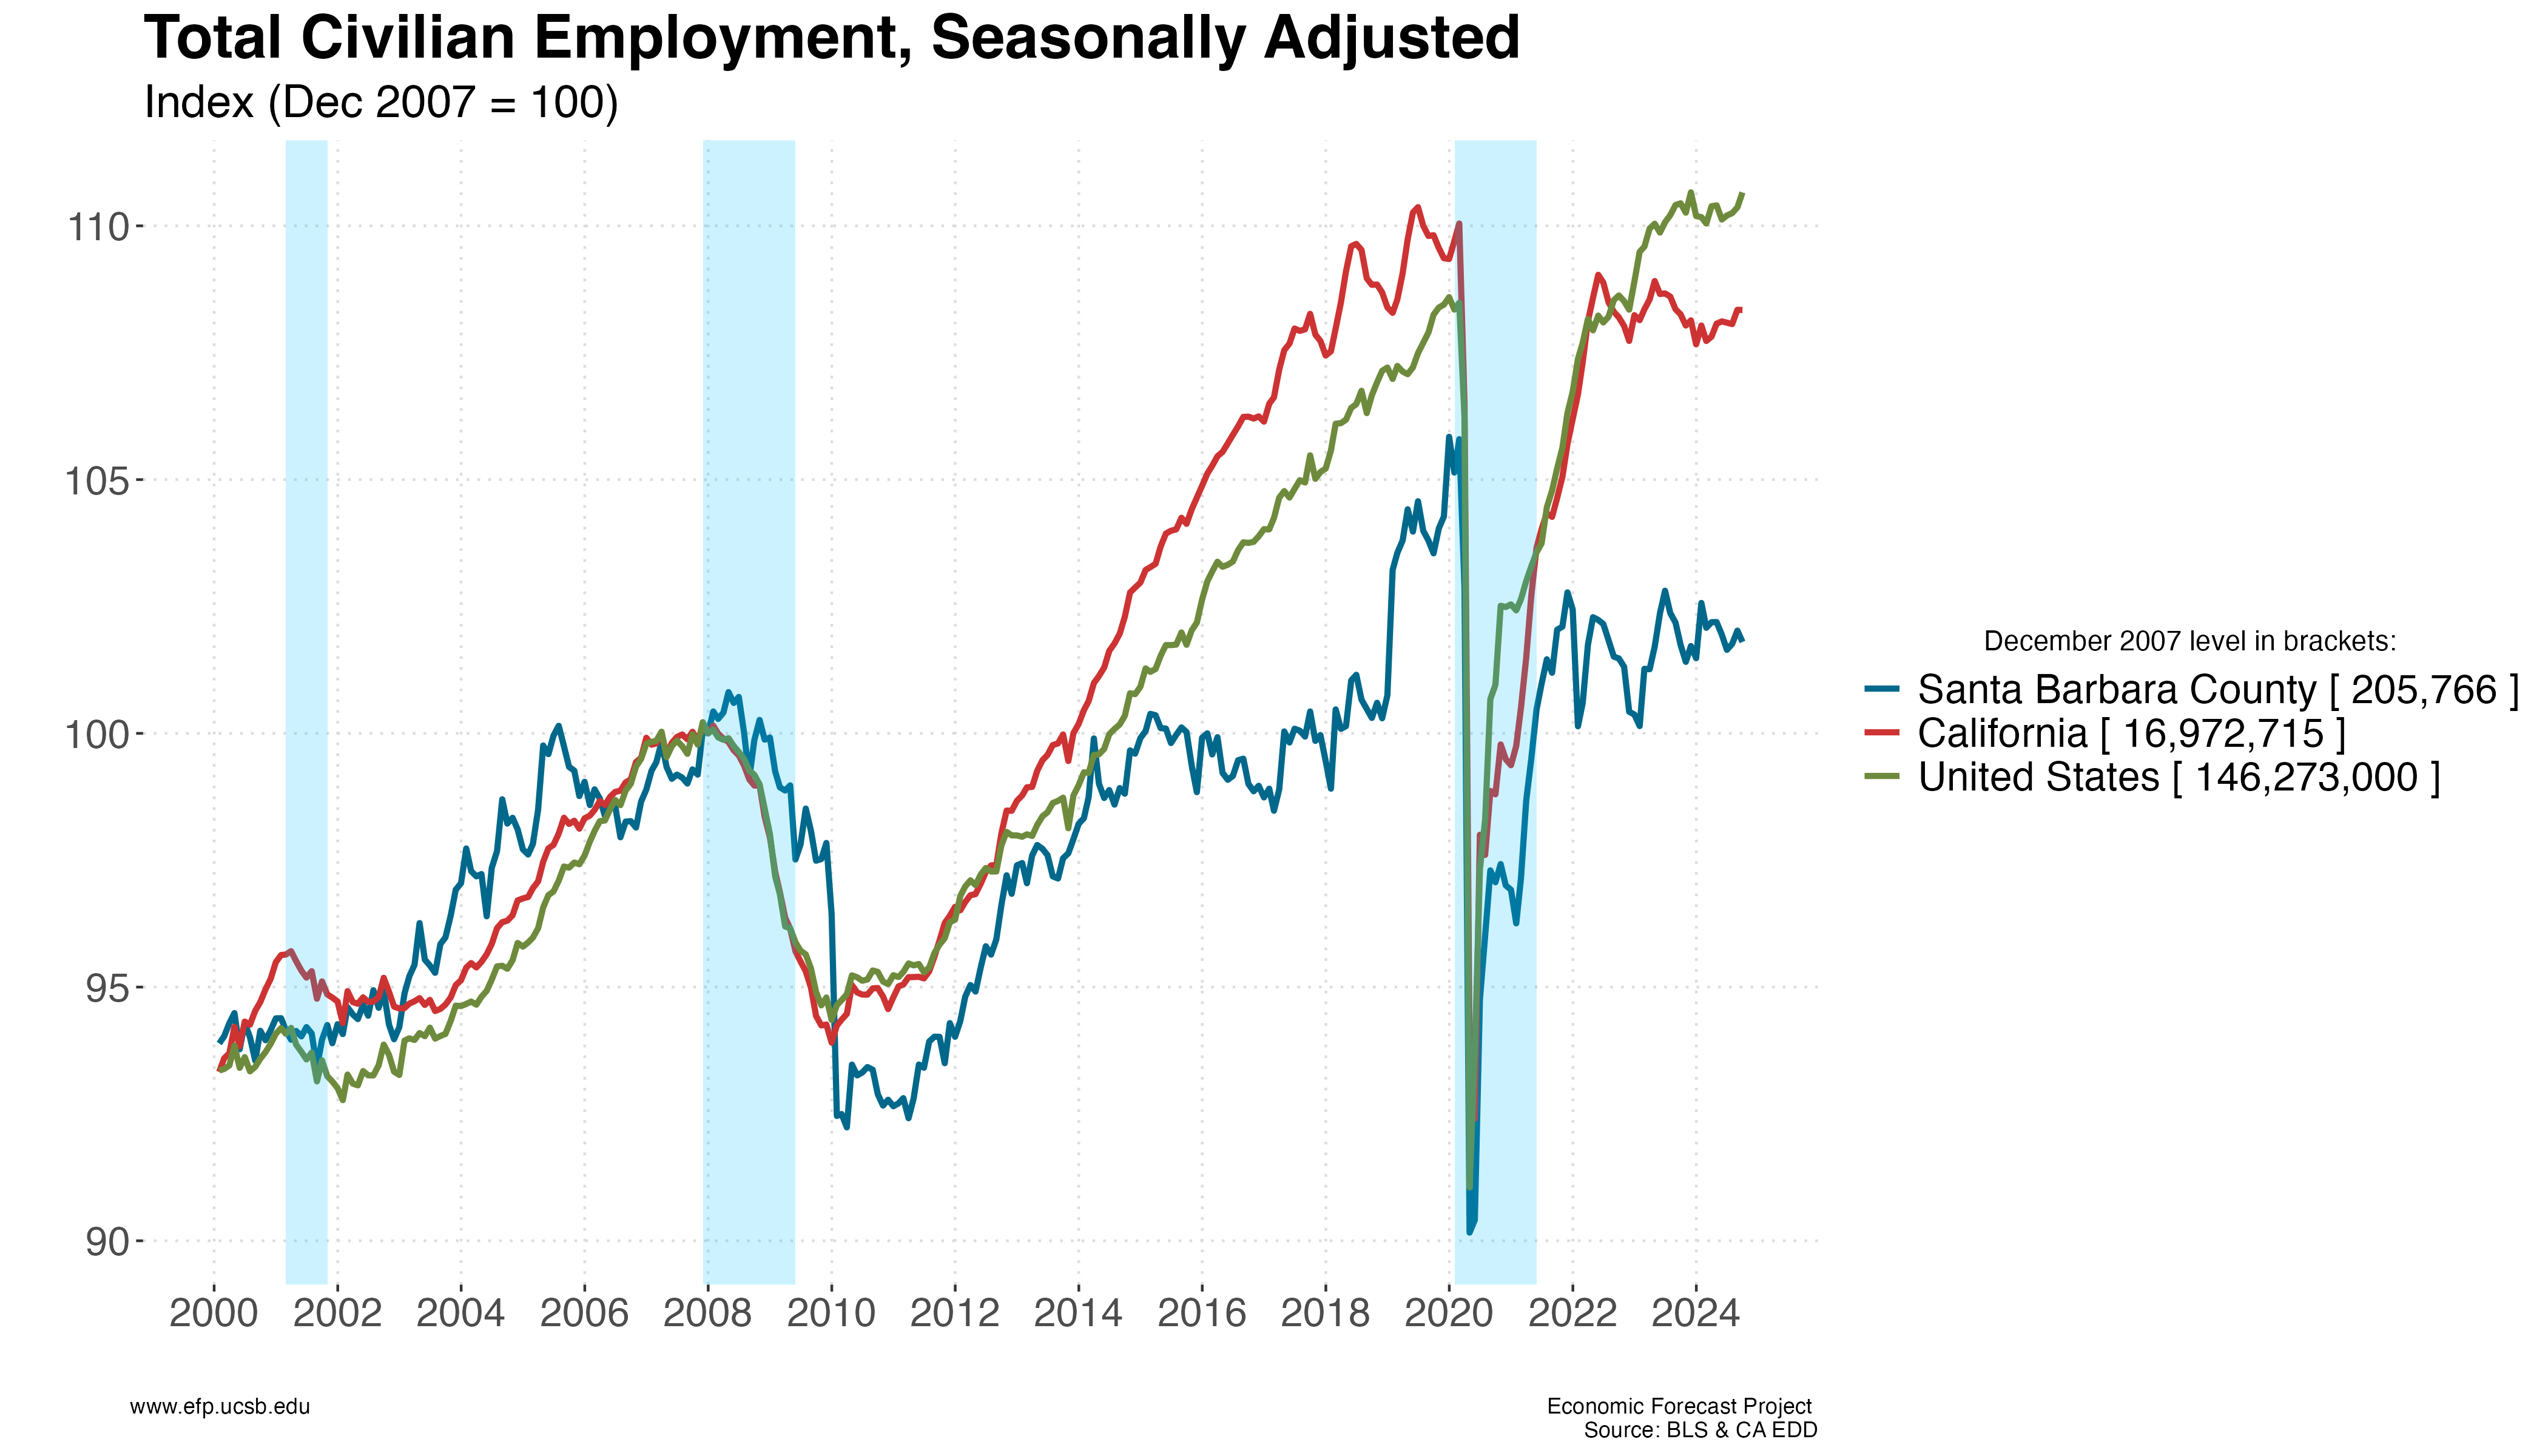 Total Civilian Employment, Seasonally Adjusted
Index (Dec 2007 = 100)
110
105
100
95
90
2000 2002 2004 2006 2008 2010 2012 2014 2016 2018 2020 2022 2024
December 2007 level in brackets:
Santa Barbara County [ 205,766 ]
California [ 16,972,715 ]
United States [ 146,273,000 ]
www.efp.ucsb.edu
Economic Forecast Project
Source: BLS & CA EDD